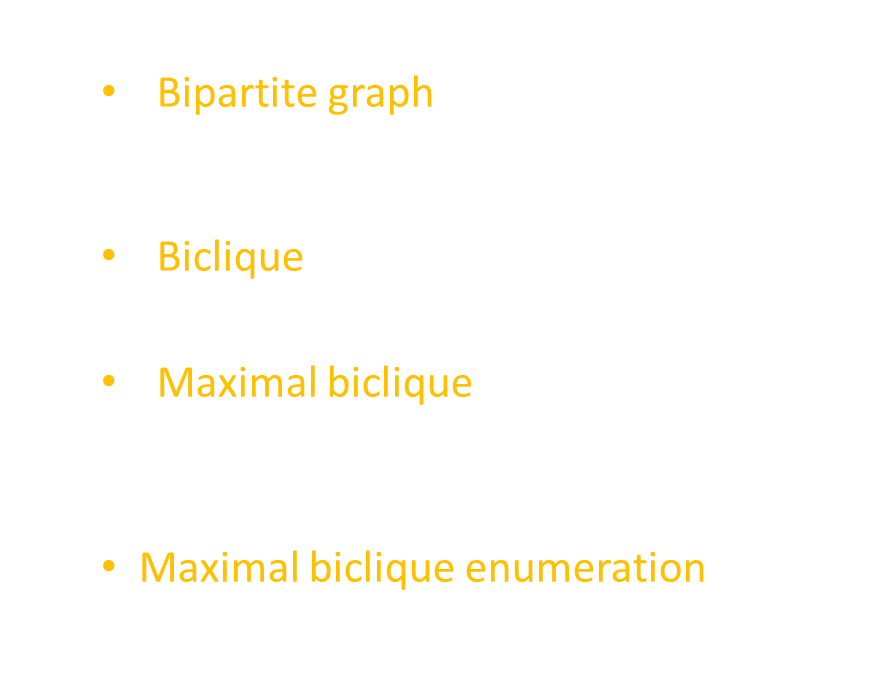 • Bipartite graph
• Biclique
• Maximal biclique
• Maximal biclique enumeration